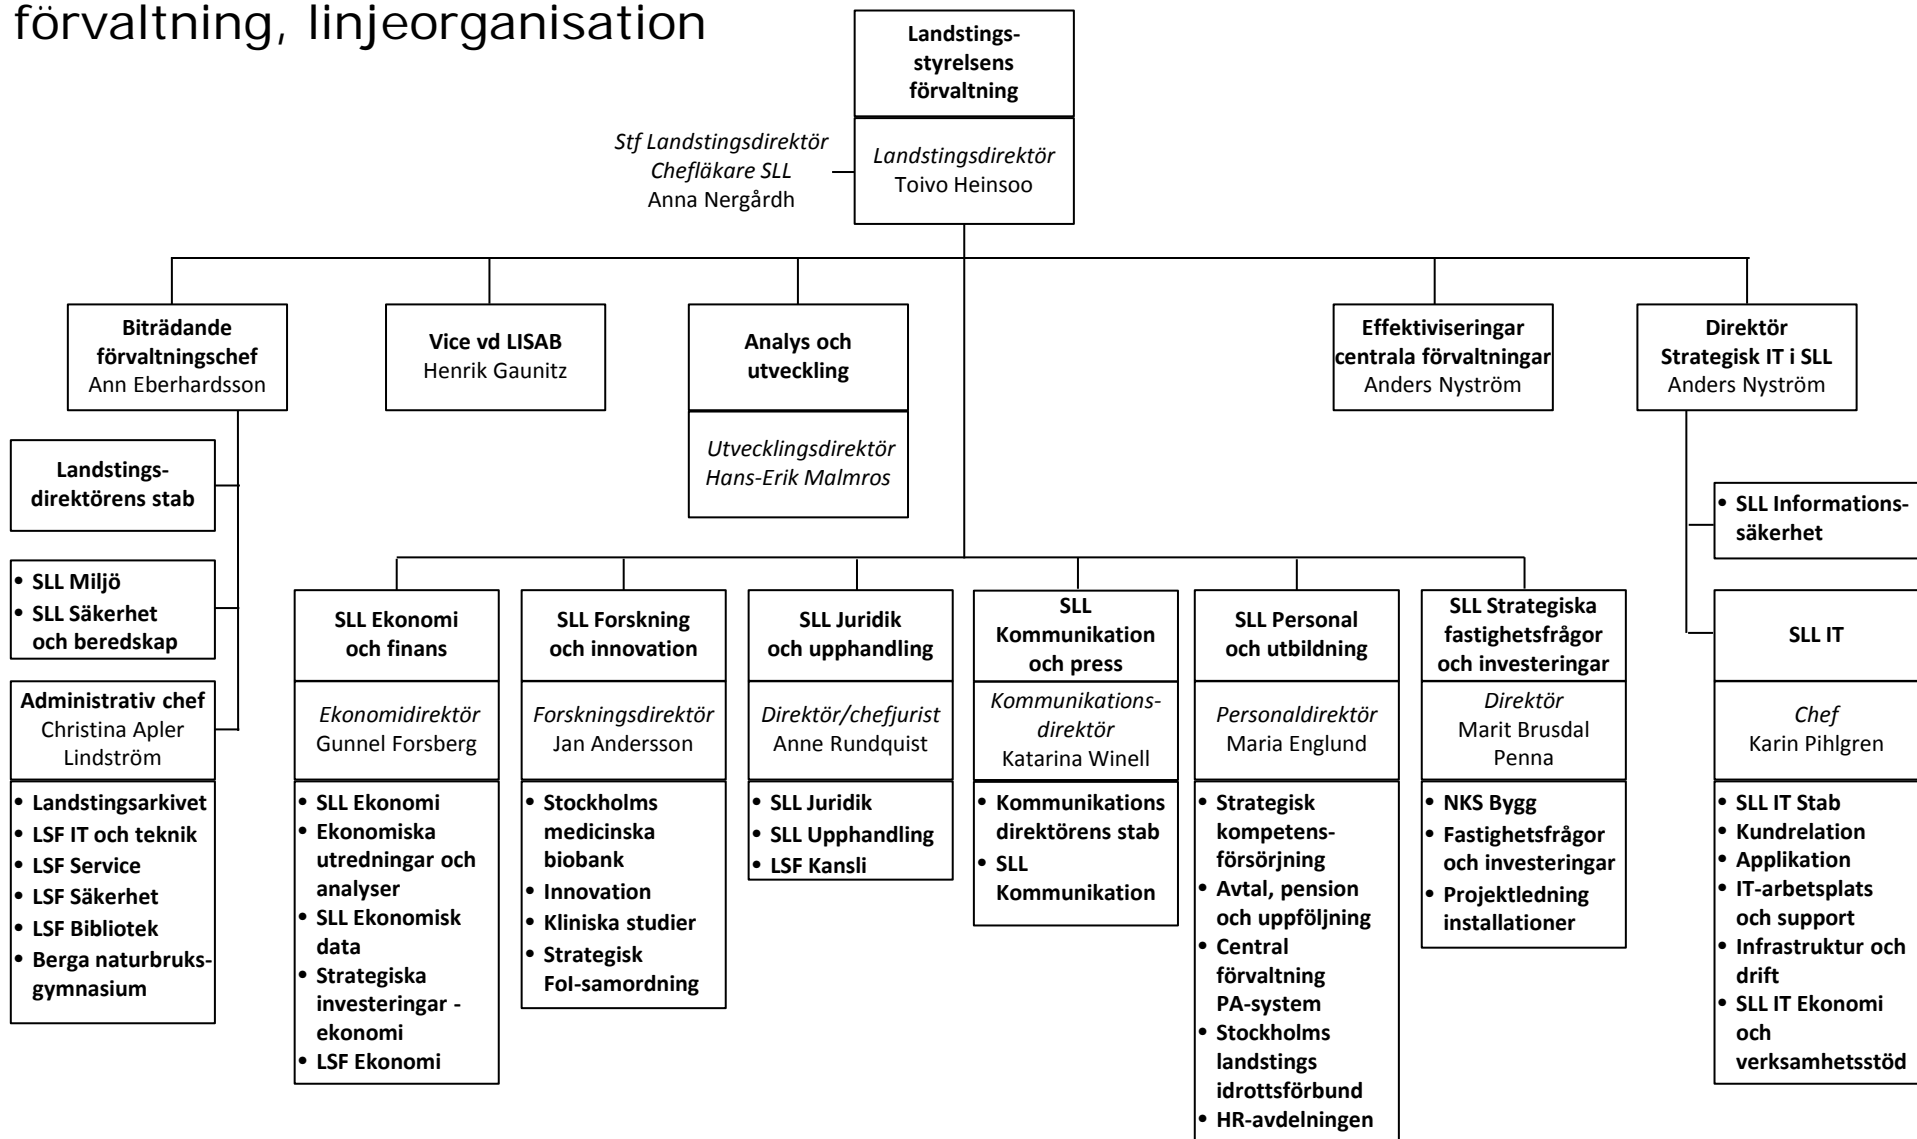 förvaltning, linjeorganisation
Landstings-
styrelsens
förvaltning
Stf Landstingsdirektör
Chefläkare SLL
Anna Nergårdh
Landstingsdirektör
Toivo Heinsoo
Biträdande
förvaltningschef
Ann Eberhardsson
Vice vd LISAB
Henrik Gaunitz
Analys och
utveckling
Utvecklingsdirektör
Hans-Erik Malmros
Effektiviseringar
centrala förvaltningar
Anders Nyström
Direktör
Strategisk IT i SLL
Anders Nyström
Landstings-
direktörens stab
• SLL Miljö
• SLL Säkerhet
och beredskap
Administrativ chef
Christina Apler
Lindström
• Landstingsarkivet
• LSF IT och teknik
• LSF Service
• LSF Säkerhet
• LSF Bibliotek
• Berga naturbruks-
gymnasium
SLL Ekonomi
och finans
Ekonomidirektör
Gunnel Forsberg
• SLL Ekonomi
• Ekonomiska
utredningar och
analyser
• SLL Ekonomisk
data
• Strategiska
investeringar -
ekonomi
• LSF Ekonomi
SLL Forskning
och innovation
Forskningsdirektör
Jan Andersson
• Stockholms
medicinska
biobank
• Innovation
• Kliniska studier
• Strategisk
FoI-samordning
SLL Juridik
och upphandling
Direktör/chefjurist
Anne Rundquist
• SLL Juridik
• SLL Upphandling
• LSF Kansli
SLL
Kommunikation
och press
Kommunikations-
direktör
Katarina Winell
• Kommunikations
direktörens stab
• SLL
Kommunikation
SLL Personal
och utbildning
Personaldirektör
Maria Englund
• Strategisk
kompetens-
försörjning
• Avtal, pension
och uppföljning
• Central
förvaltning
PA-system
• Stockholms
landstings
idrottsförbund
• HR-avdelningen
SLL Strategiska
fastighetsfrågor
och investeringar
Direktör
Marit Brusdal
Penna
• NKS Bygg
• Fastighetsfrågor
och investeringar
• Projektledning
installationer
• SLL Informations-
säkerhet
SLL IT
Chef
Karin Pihlgren
• SLL IT Stab
• Kundrelation
• Applikation
• IT-arbetsplats
och support
• Infrastruktur och
drift
• SLL IT Ekonomi
och
verksamhetsstöd